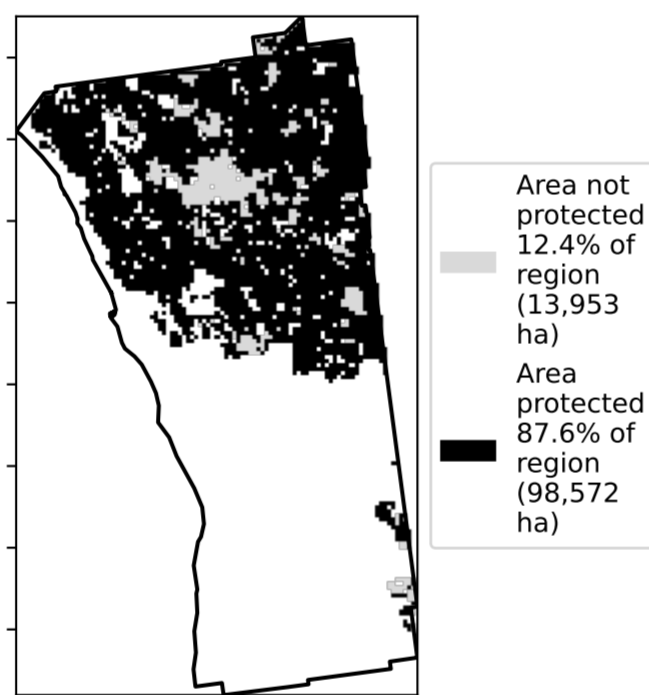 Area not
protected
12.4% of
region
(13,953
ha)
Area
protected
87.6% of
region
(98,572
ha)